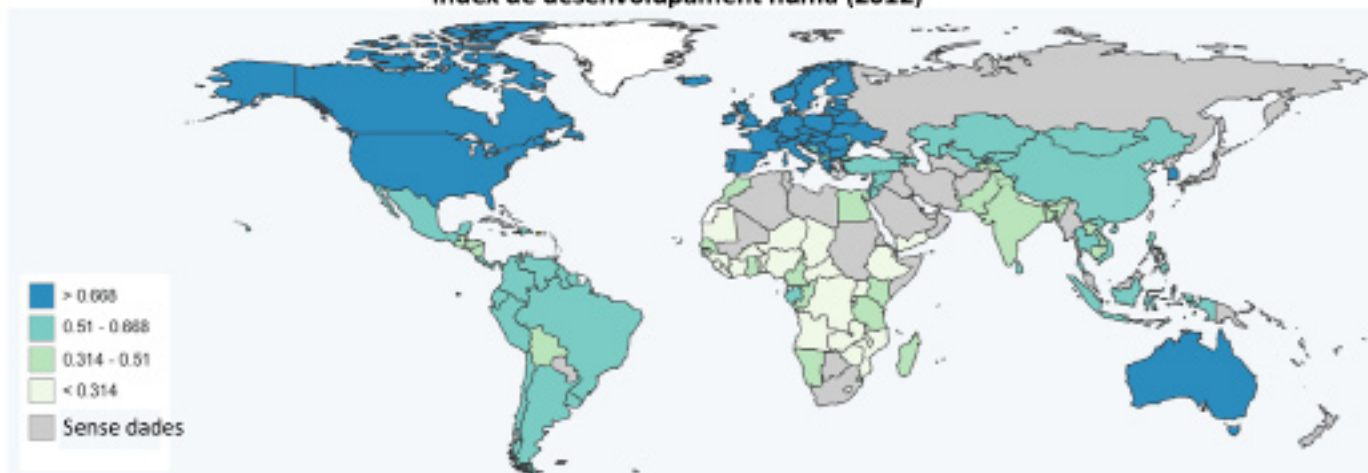 Índex de desenvolupament humà (2012)
> 0.668
0.51 - 0.668
0.314 - 0.51
< 0.314
Sense dades